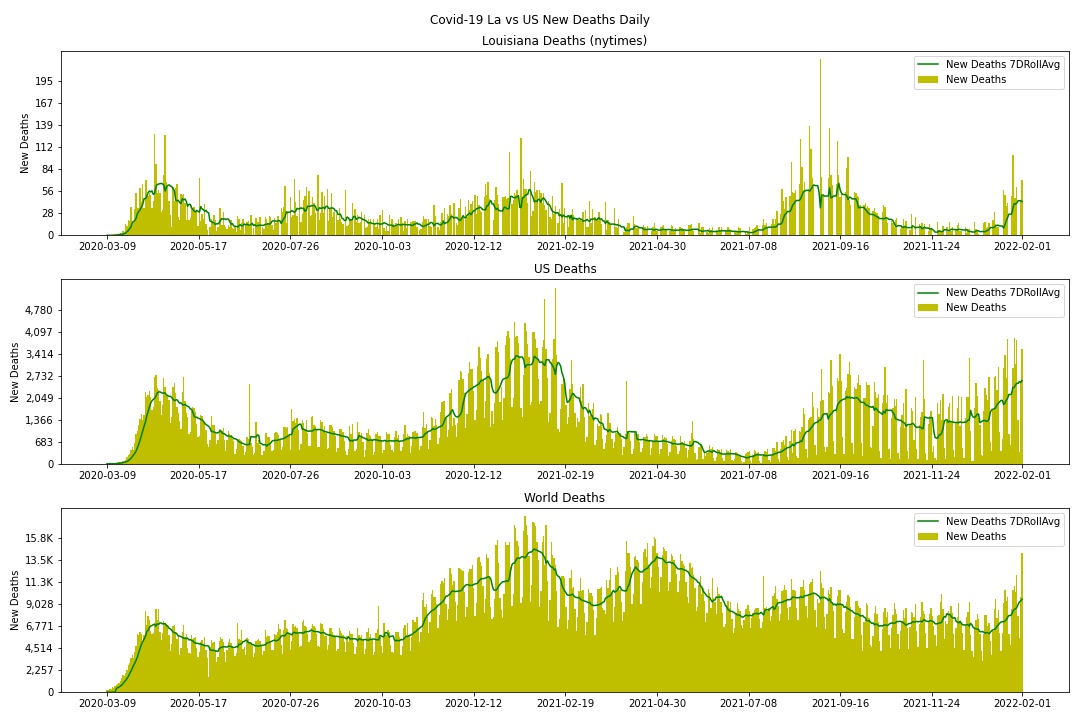 Covid-19 La vs US New Deaths Daily
Louisiana Deaths (nytimes)
New Deaths 7DRollAvg
New Deaths
New Deaths
195
167
139
112
84
56
28
0
2020-03-09 2020-05-17 2020-07-26 2020-10-03 2020-12-12 2021-02-19 2021-04-30 2021-07-08 2021-09-16 2021-11-24 2022-02-01
US Deaths
New Deaths 7DRollAvg
New Deaths
New Deaths
4,780
4,097
3,414
2,732
2,049
1,366
683
0
2020-03-09 2020-05-17 2020-07-26 2020-10-03 2020-12-12 2021-02-19 2021-04-30 2021-07-08 2021-09-16 2021-11-24 2022-02-01
World Deaths
New Deaths 7DRollAvg
New Deaths
New Deaths
15.8K
13.5K
11.3K
9,028
6,771
4,514
2,257
0
2020-03-09 2020-05-17 2020-07-26 2020-10-03 2020-12-12 2021-02-19 2021-04-30 2021-07-08 2021-09-16 2021-11-24 2022-02-01